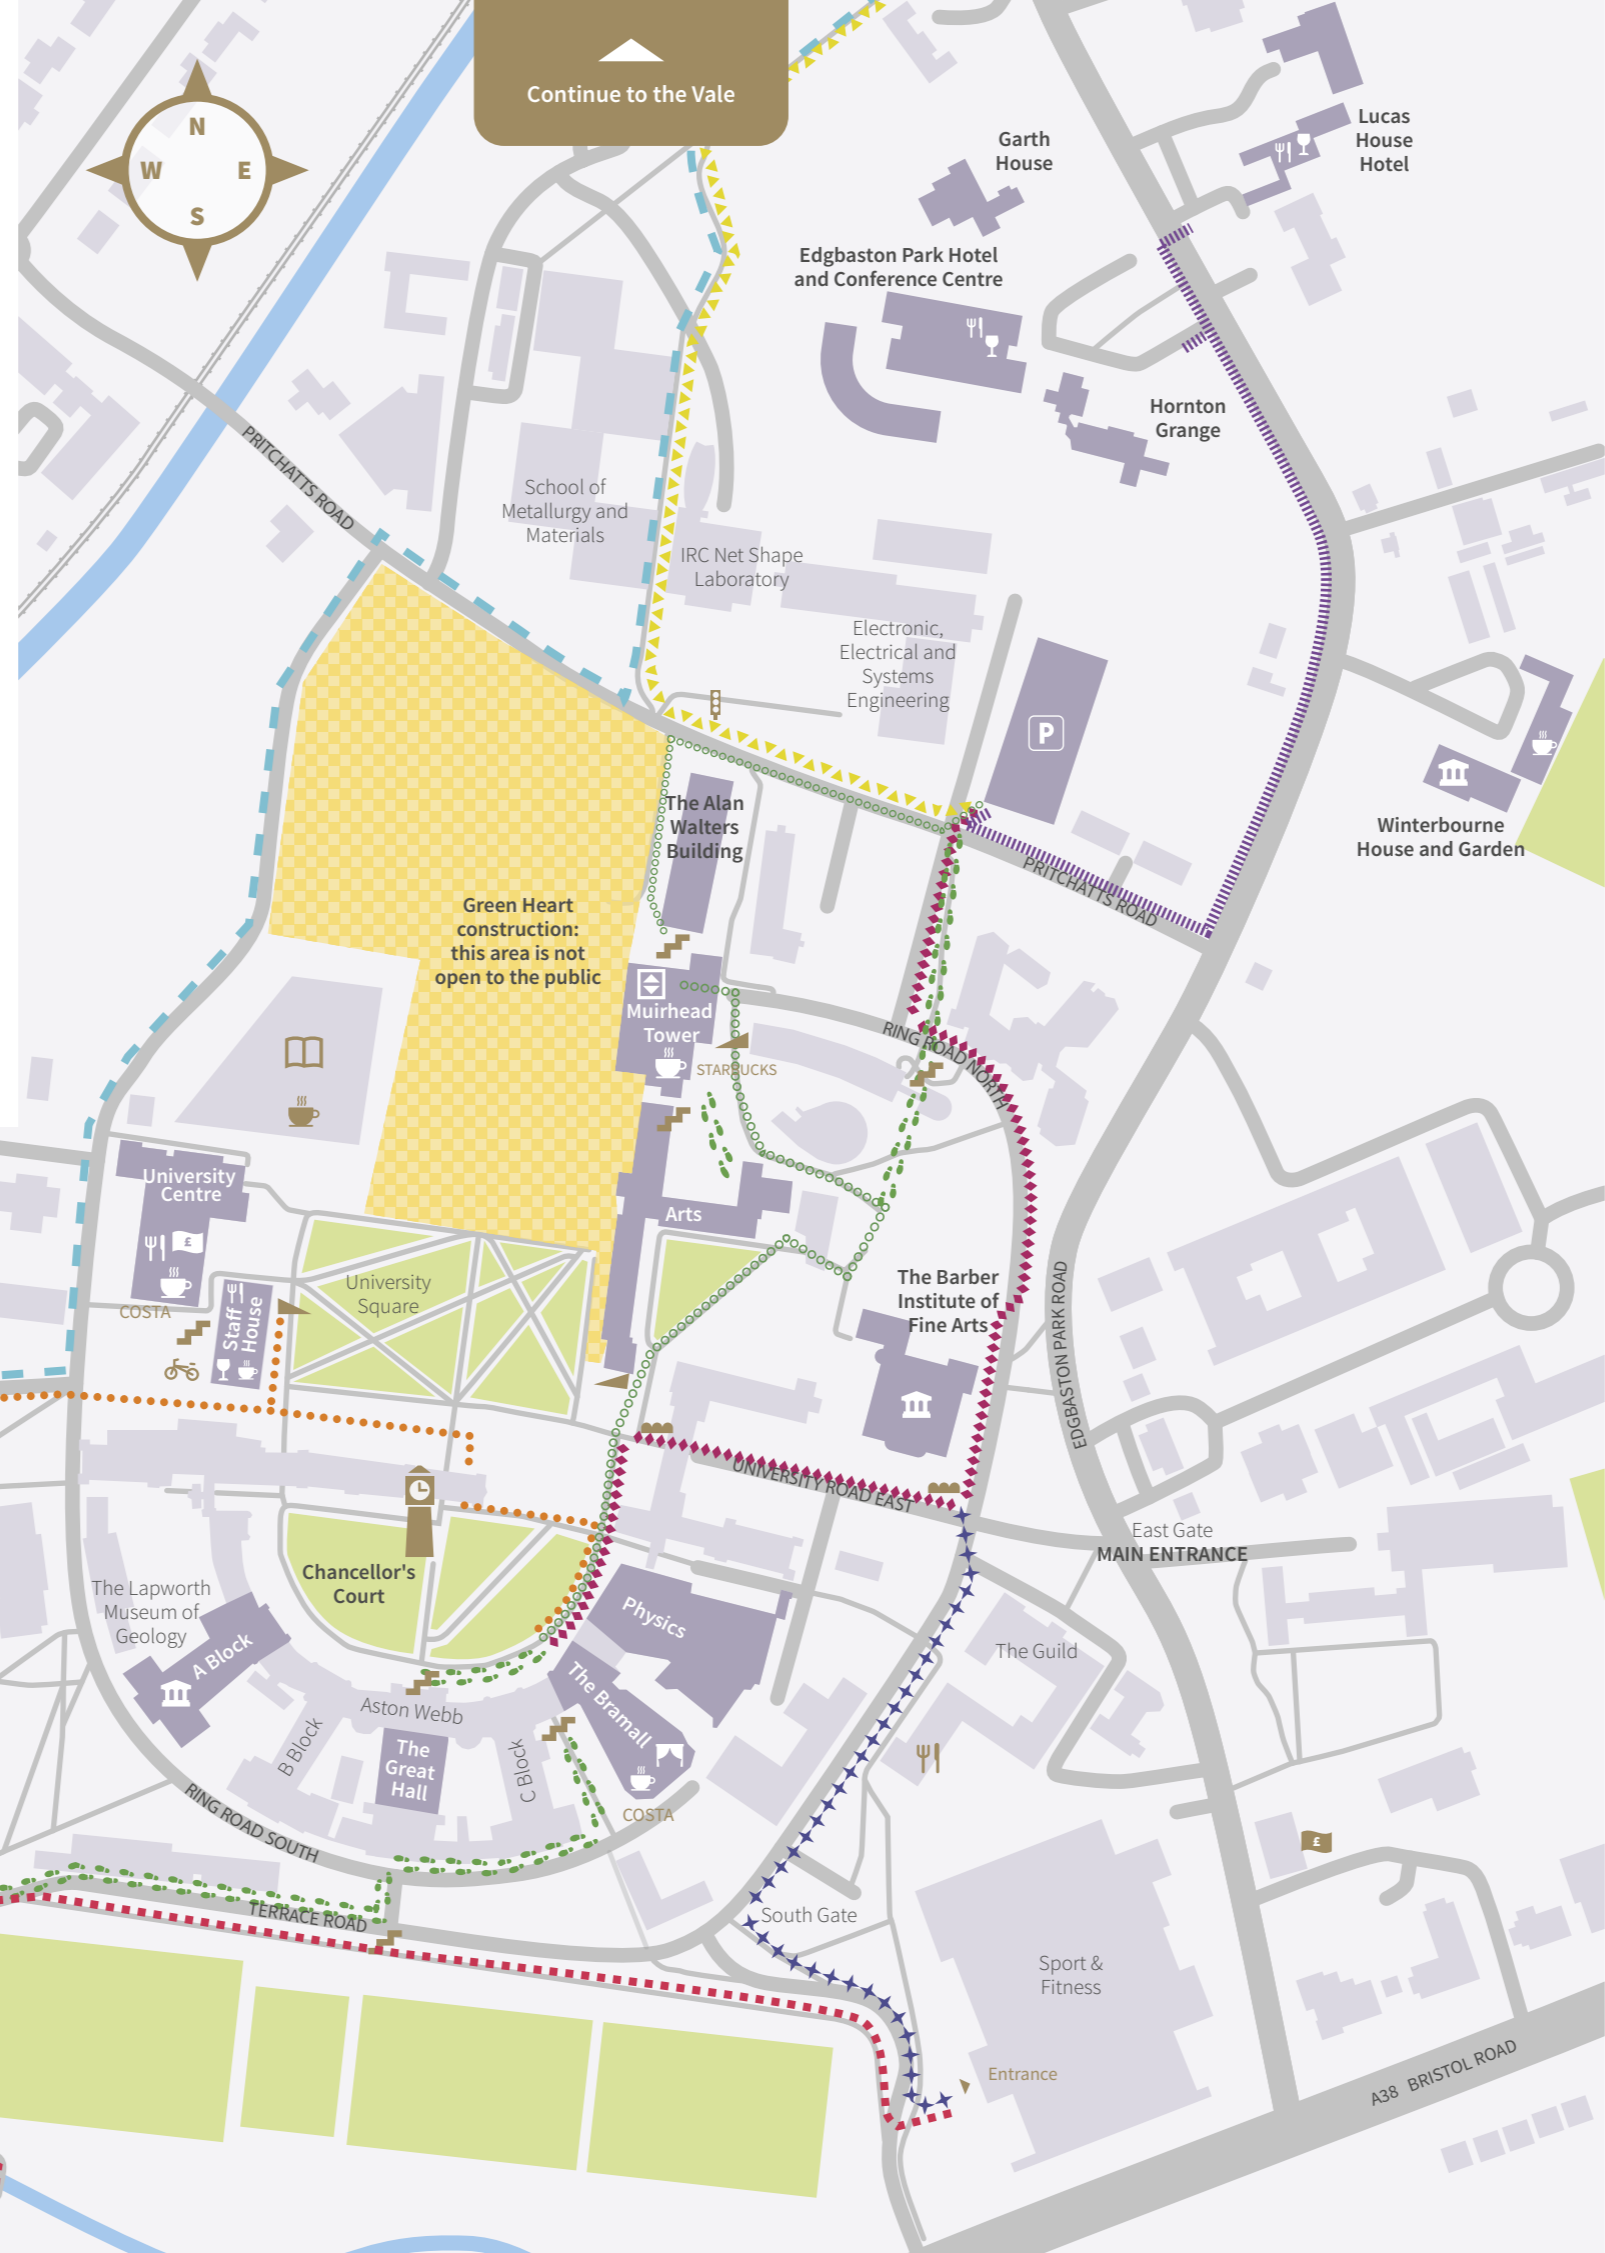 Continue to the Vale
N
W E
S
Garth
House
Lucas
House
Hotel
Edgbaston Park Hotel
and Conference Centre
Hornton
Grange
PRITCHATTS ROAD
School of
Metallurgy and
Materials
IRC Net Shape
Laboratory
Electronic,
Electrical and
Systems
Engineering
P
The Alan
Walters
Building
Winterbourne
House and Garden
PRITCHATTS ROAD
Green Heart
construction:
this area is not
open to the public
Muirhead
Tower
STARBUCKS
RING ROAD NORTH
University
Centre
£
COSTA
Staff
House
University
Square
Arts
The Barber
Institute of
Fine Arts
EDGBASTON PARK ROAD
UNIVERSITY ROAD EAST
East Gate
MAIN ENTRANCE
Chancellor's
Court
The Lapworth
Museum of
Geology
A Block
Physics
The Guild
Aston Webb
B Block
The
Great
Hall
C Block
The Bramall
COSTA
RING ROAD SOUTH
£
TERRACE ROAD
South Gate
Sport &
Fitness
Entrance
A38 BRISTOL ROAD